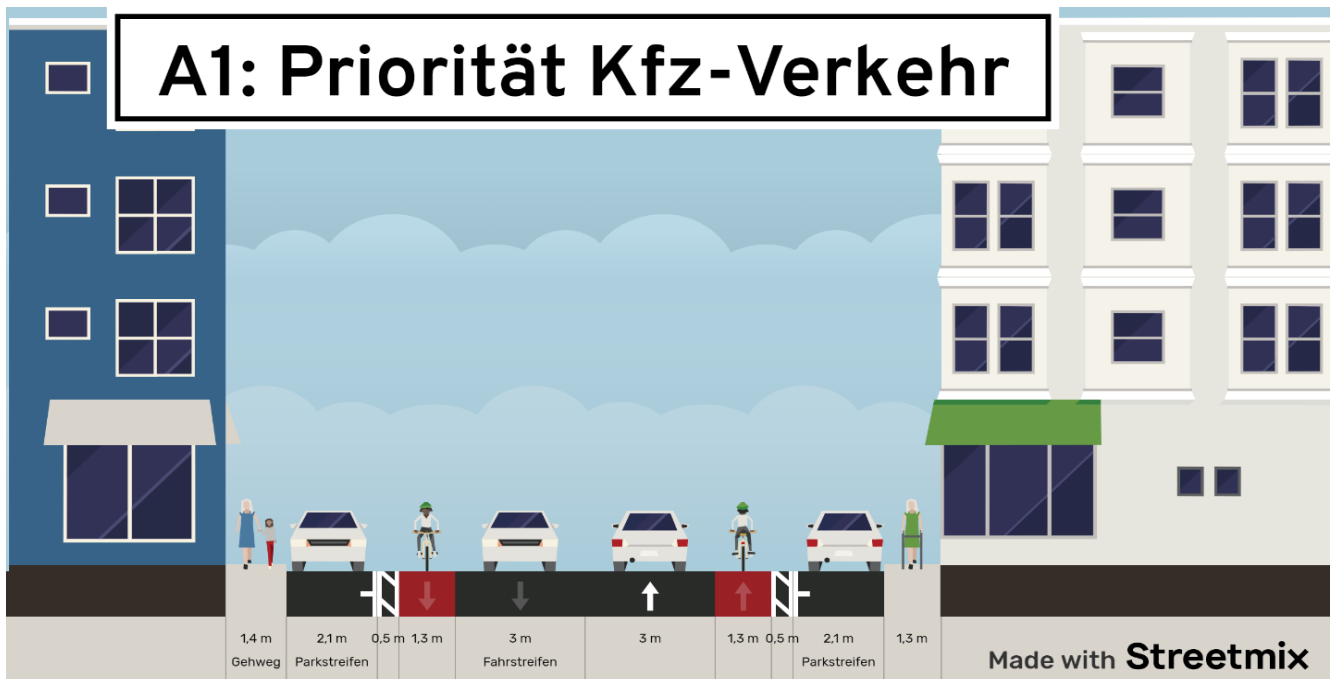 A1: Priorität Kfz-Verkehr
1,4 m 2,1 m 0,5 m 1,3 m 3 m 3 m 1,3 m 0,5 m 2,1 m 1,3 m
Gehweg Parkstreifen Fahrstreifen Parkstreifen
Made with Streetmix